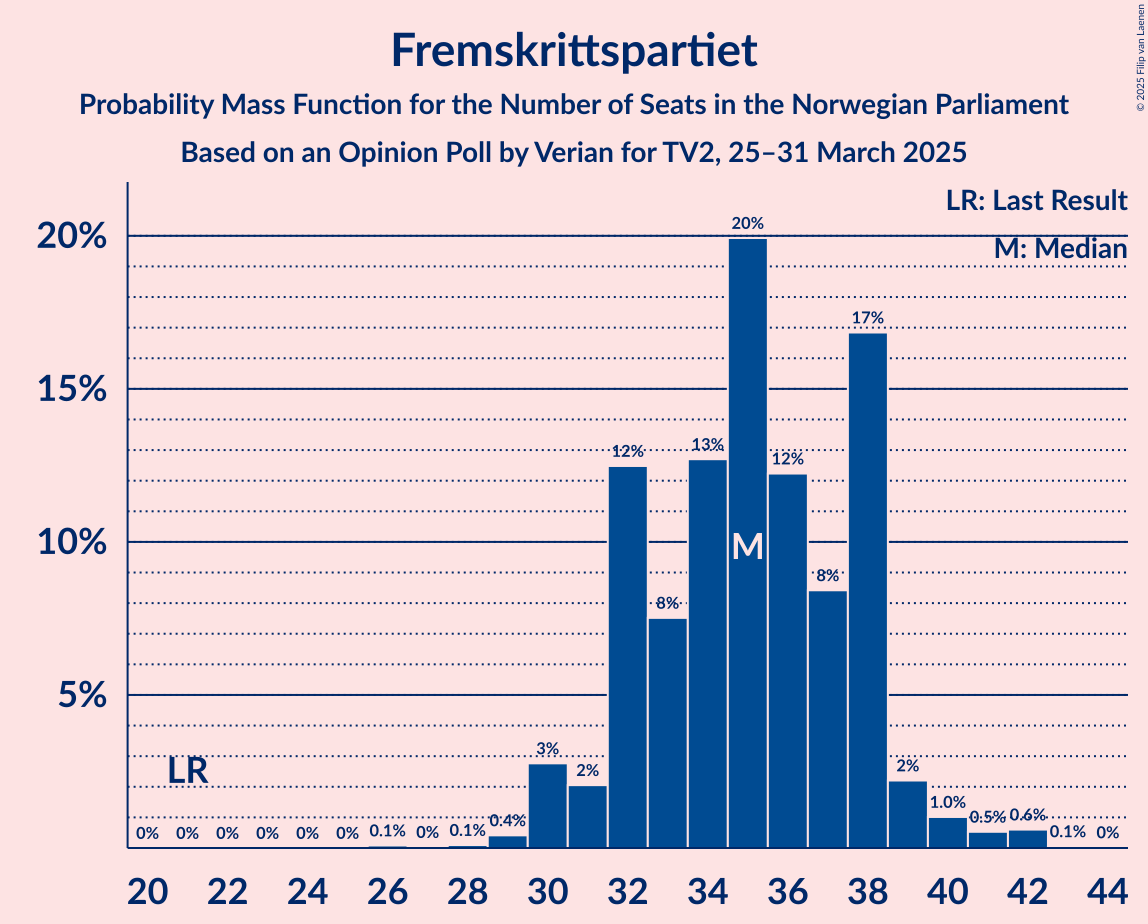 Fremskrittspartiet
Probability Mass Function for the Number of Seats in the Norwegian Parliament
Based on an Opinion Poll by Verian for TV2, 25–31 March 2025
© 2025 Filip van Laenen
LR: Last Result
M: Median
20%
15%
10%
5%
LR
M
0% 0% 0% 0% 0% 0% 0.1% 0% 0.1% 0.4% 3% 2% 12% 8% 13% 20% 12% 8% 17% 2% 1.0% 0.5% 0.6% 0.1% 0%
20 22 24 26 28 30 32 34 36 38 40 42 44